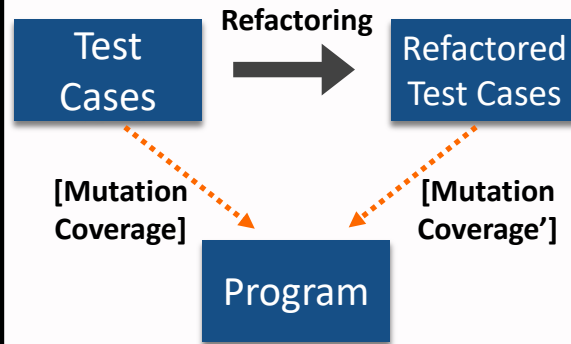 Refactoring
Test
Cases
Refactored
Test Cases
[Mutation
Coverage]
[Mutation
Coverage’]
Program